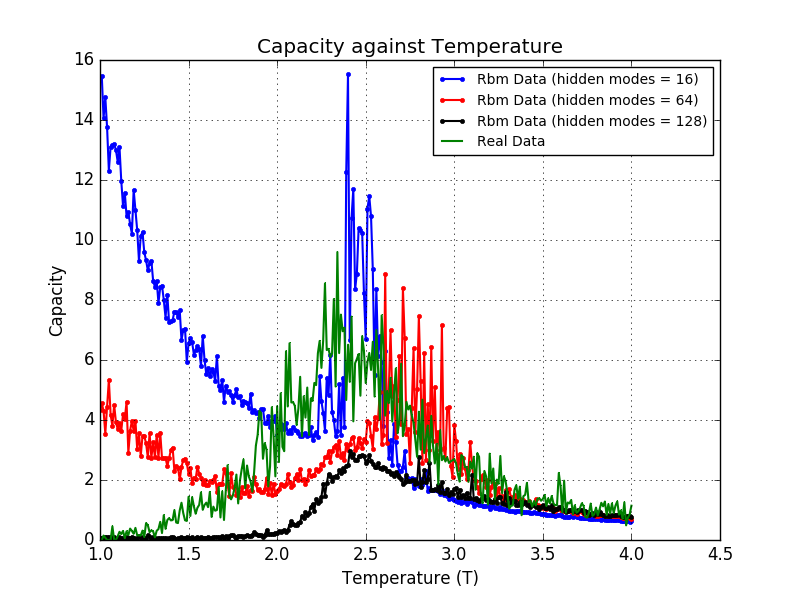 Capacity against Temperature
16
14
12
10
8
6
4
2
0
Capacity
Rbm Data (hidden modes = 16)
Rbm Data (hidden modes = 64)
Rbm Data (hidden modes = 128)
Real Data
1.0 1.5 2.0 2.5 3.0 3.5 4.0 4.5
Temperature (T)